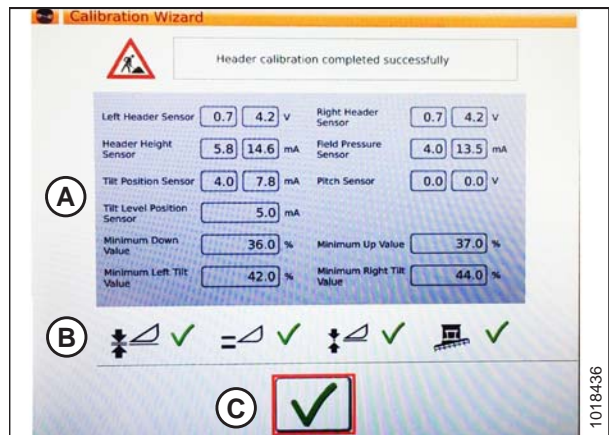 Calibration Wizard
Header calibration completed successfully
Left Header Sensor 0.7 4.2 V Right Header Sensor 0.7 4.2 V
Header Height Sensor 5.8 14.6 mA Field Pressure Sensor 4.0 13.5 mA
Tilt Position Sensor 4.0 7.8 mA Pitch Sensor 0.0 0.0 V
Tilt Level Position Sensor 5.0 mA
Minimum Down Value 36.0 % Minimum Up Value 37.0 %
Minimum Left Tilt Value 42.0 % Minimum Right Tilt Value 44.0 %
A
B
C
1018436